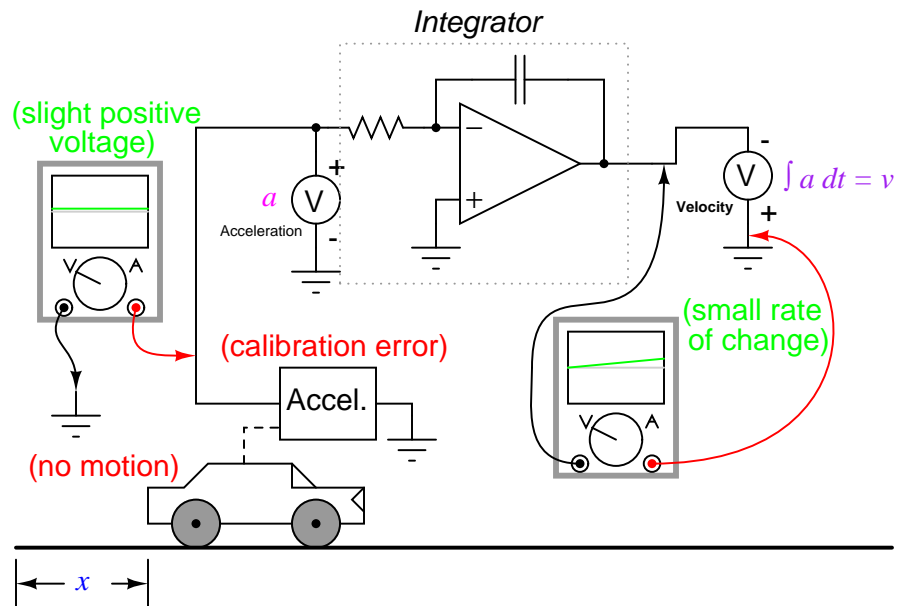 Integrator
(slight positive
voltage)
V A
a
Acceleration
+
V
-
−
+
Velocity
-
V
+
∫ a dt = v
(small rate
of change)
V A
(calibration error)
Accel.
(no motion)
x